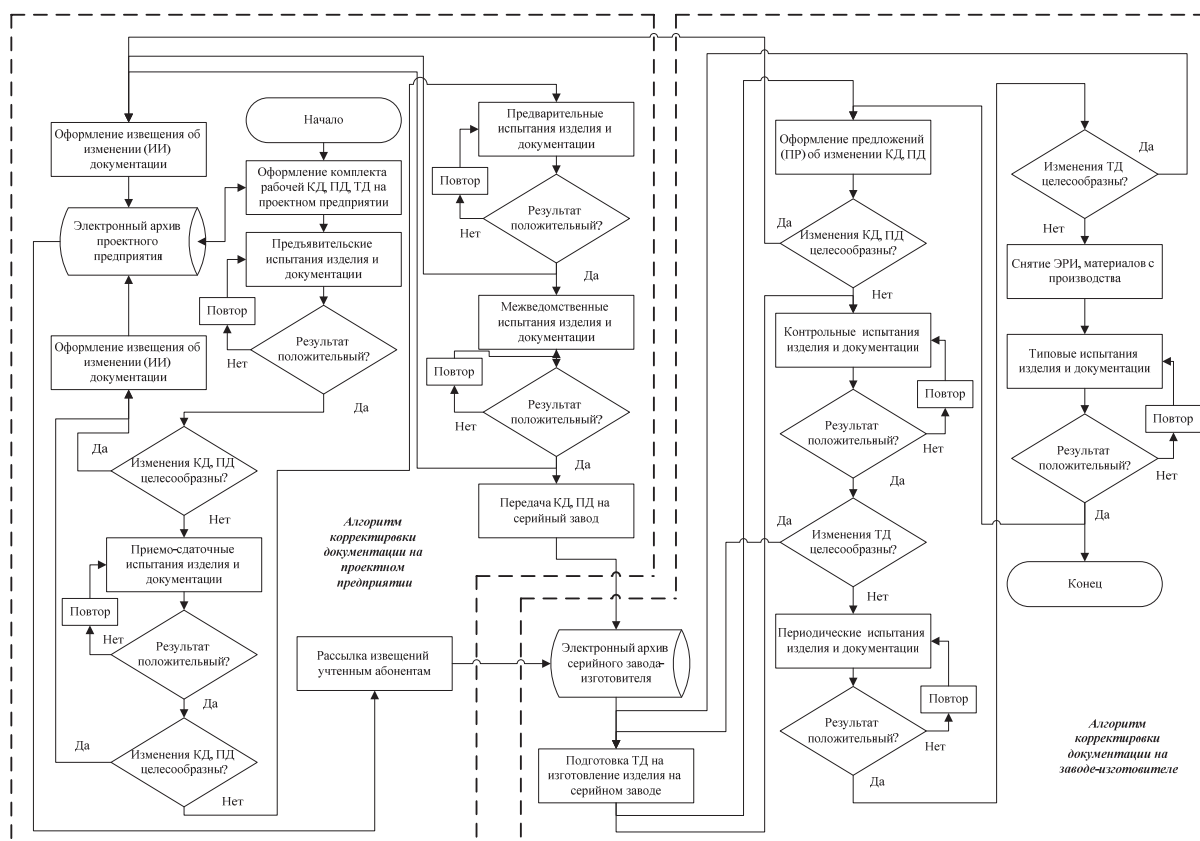 Оформление извещения об
изменении (ИИ)
документации
Электронный архив
проектного
предприятия
Оформление извещения об
изменении (ИИ)
документации
Начало
Оформление комплекта
рабочей КД, ПД, ТД на
проектном предприятии
Предъявительские
испытания изделия и
документации
Повтор
Результат
положительный?
Нет
Да
Изменения КД, ПД
целесообразны?
Да
Нет
Приемо-сдаточные
испытания изделия и
документации
Повтор
Нет
Результат
положительный?
Да
Изменения КД, ПД
целесообразны?
Да
Нет
Предварительные
испытания изделия и
документации
Повтор
Результат
положительный?
Нет
Да
Межведомственные
испытания изделия и
документации
Повтор
Результат
положительный?
Нет
Да
Передача КД, ПД на
серийный завод
Алгоритм
корректировки
документации на
проектном
предприятии
Рассылка извещений
учтенным абонентам
Электронный архив
серийного завода-
изготовителя
Подготовка ТД на
изготовление изделия на
серийном заводе
Оформление предложений
(ПР) об изменении КД, ПД
Да
Изменения КД, ПД
целесообразны?
Нет
Контрольные испытания
изделия и документации
Повтор
Результат
положительный?
Нет
Да
Да
Изменения ТД
целесообразны?
Нет
Периодические испытания
изделия и документации
Повтор
Результат
положительный?
Нет
Да
Изменения ТД
целесообразны?
Да
Нет
Снятие ЭРИ, материалов с
производства
Типовые испытания
изделия и документации
Повтор
Результат
положительный?
Нет
Да
Конец
Алгоритм
корректировки
документации на
заводе-изготовителе